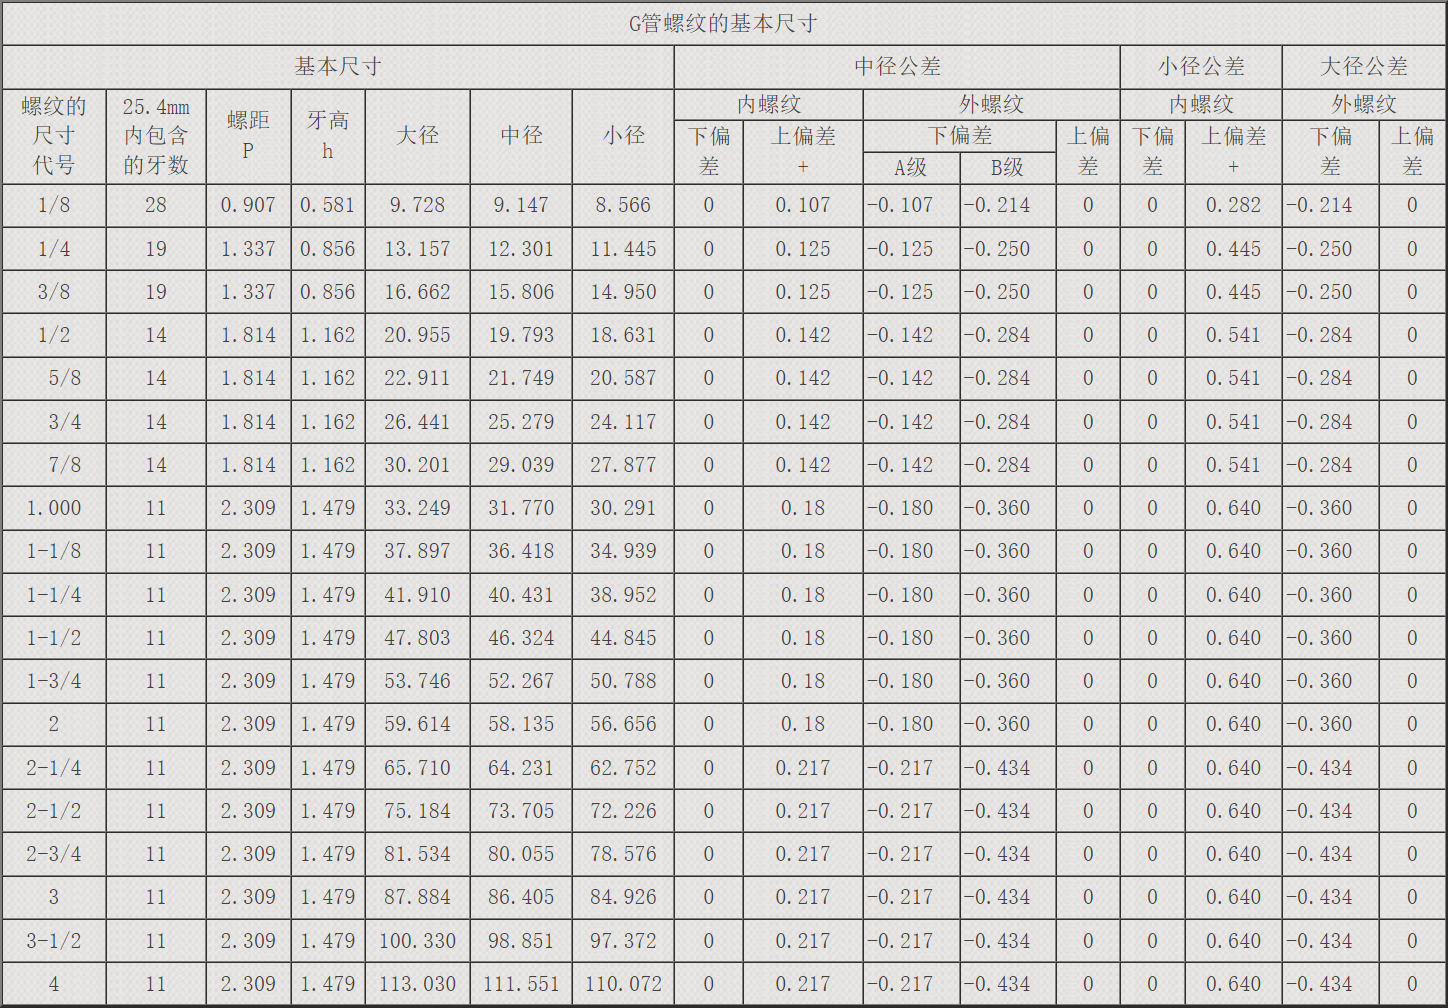 G管螺纹的基本尺寸
基本尺寸 中径公差 小径公差 大径公差
螺纹的尺寸代号 25.4mm内包含的牙数 螺距P 牙高h 大径 中径 小径 内螺纹 外螺纹 内螺纹 外螺纹
下偏差 上偏差+ 下偏差 上偏差 下偏差 上偏差+ 下偏差 上偏差
A级 B级
1/8 28 0.907 0.581 9.728 9.147 8.566 0 0.107 -0.107 -0.214 0 0 0.282 -0.214 0
1/4 19 1.337 0.856 13.157 12.301 11.445 0 0.125 -0.125 -0.250 0 0 0.445 -0.250 0
3/8 19 1.337 0.856 16.662 15.806 14.950 0 0.125 -0.125 -0.250 0 0 0.445 -0.250 0
1/2 14 1.814 1.162 20.955 19.793 18.631 0 0.142 -0.142 -0.284 0 0 0.541 -0.284 0
5/8 14 1.814 1.162 22.911 21.749 20.587 0 0.142 -0.142 -0.284 0 0 0.541 -0.284 0
3/4 14 1.814 1.162 26.441 25.279 24.117 0 0.142 -0.142 -0.284 0 0 0.541 -0.284 0
7/8 14 1.814 1.162 30.201 29.039 27.877 0 0.142 -0.142 -0.284 0 0 0.541 -0.284 0
1.000 11 2.309 1.479 33.249 31.770 30.291 0 0.18 -0.180 -0.360 0 0 0.640 -0.360 0
1-1/8 11 2.309 1.479 37.897 36.418 34.939 0 0.18 -0.180 -0.360 0 0 0.640 -0.360 0
1-1/4 11 2.309 1.479 41.910 40.431 38.952 0 0.18 -0.180 -0.360 0 0 0.640 -0.360 0
1-1/2 11 2.309 1.479 47.803 46.324 44.845 0 0.18 -0.180 -0.360 0 0 0.640 -0.360 0
1-3/4 11 2.309 1.479 53.746 52.267 50.788 0 0.18 -0.180 -0.360 0 0 0.640 -0.360 0
2 11 2.309 1.479 59.614 58.135 56.656 0 0.18 -0.180 -0.360 0 0 0.640 -0.360 0
2-1/4 11 2.309 1.479 65.710 64.231 62.752 0 0.217 -0.217 -0.434 0 0 0.640 -0.434 0
2-1/2 11 2.309 1.479 75.184 73.705 72.226 0 0.217 -0.217 -0.434 0 0 0.640 -0.434 0
2-3/4 11 2.309 1.479 81.534 80.055 78.576 0 0.217 -0.217 -0.434 0 0 0.640 -0.434 0
3 11 2.309 1.479 87.884 86.405 84.926 0 0.217 -0.217 -0.434 0 0 0.640 -0.434 0
3-1/2 11 2.309 1.479 100.330 98.851 97.372 0 0.217 -0.217 -0.434 0 0 0.640 -0.434 0
4 11 2.309 1.479 113.030 111.551 110.072 0 0.217 -0.217 -0.434 0 0 0.640 -0.434 0